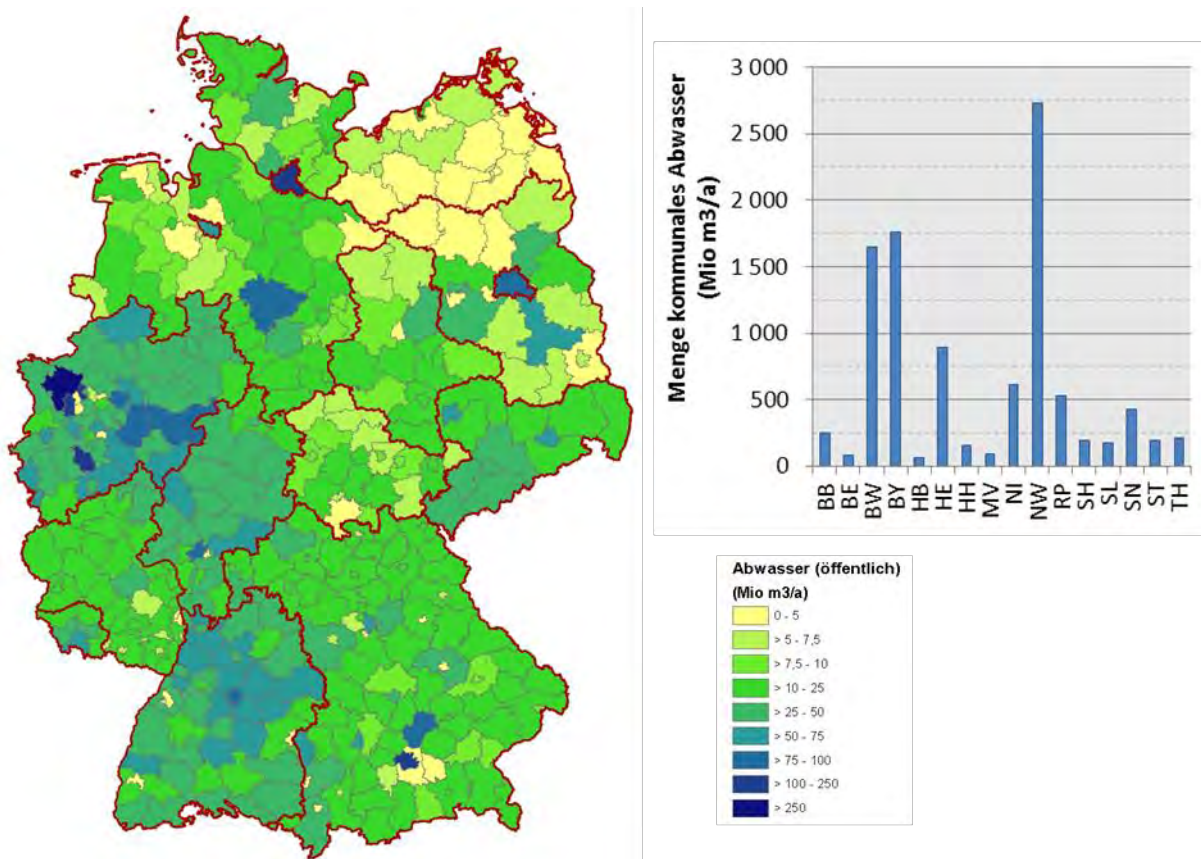 Menge kommunales Abwasser
(Mio m3/a)
3 000
2 500
2 000
1 500
1 000
500
0
BB
BE
BW
BY
HB
HE
HH
MV
NI
NW
RP
SH
SL
SN
ST
TH
Abwasser (öffentlich)
(Mio m3/a)
0 - 5
> 5 - 7,5
> 7,5 - 10
> 10 - 25
> 25 - 50
> 50 - 75
> 75 - 100
> 100 - 250
> 250